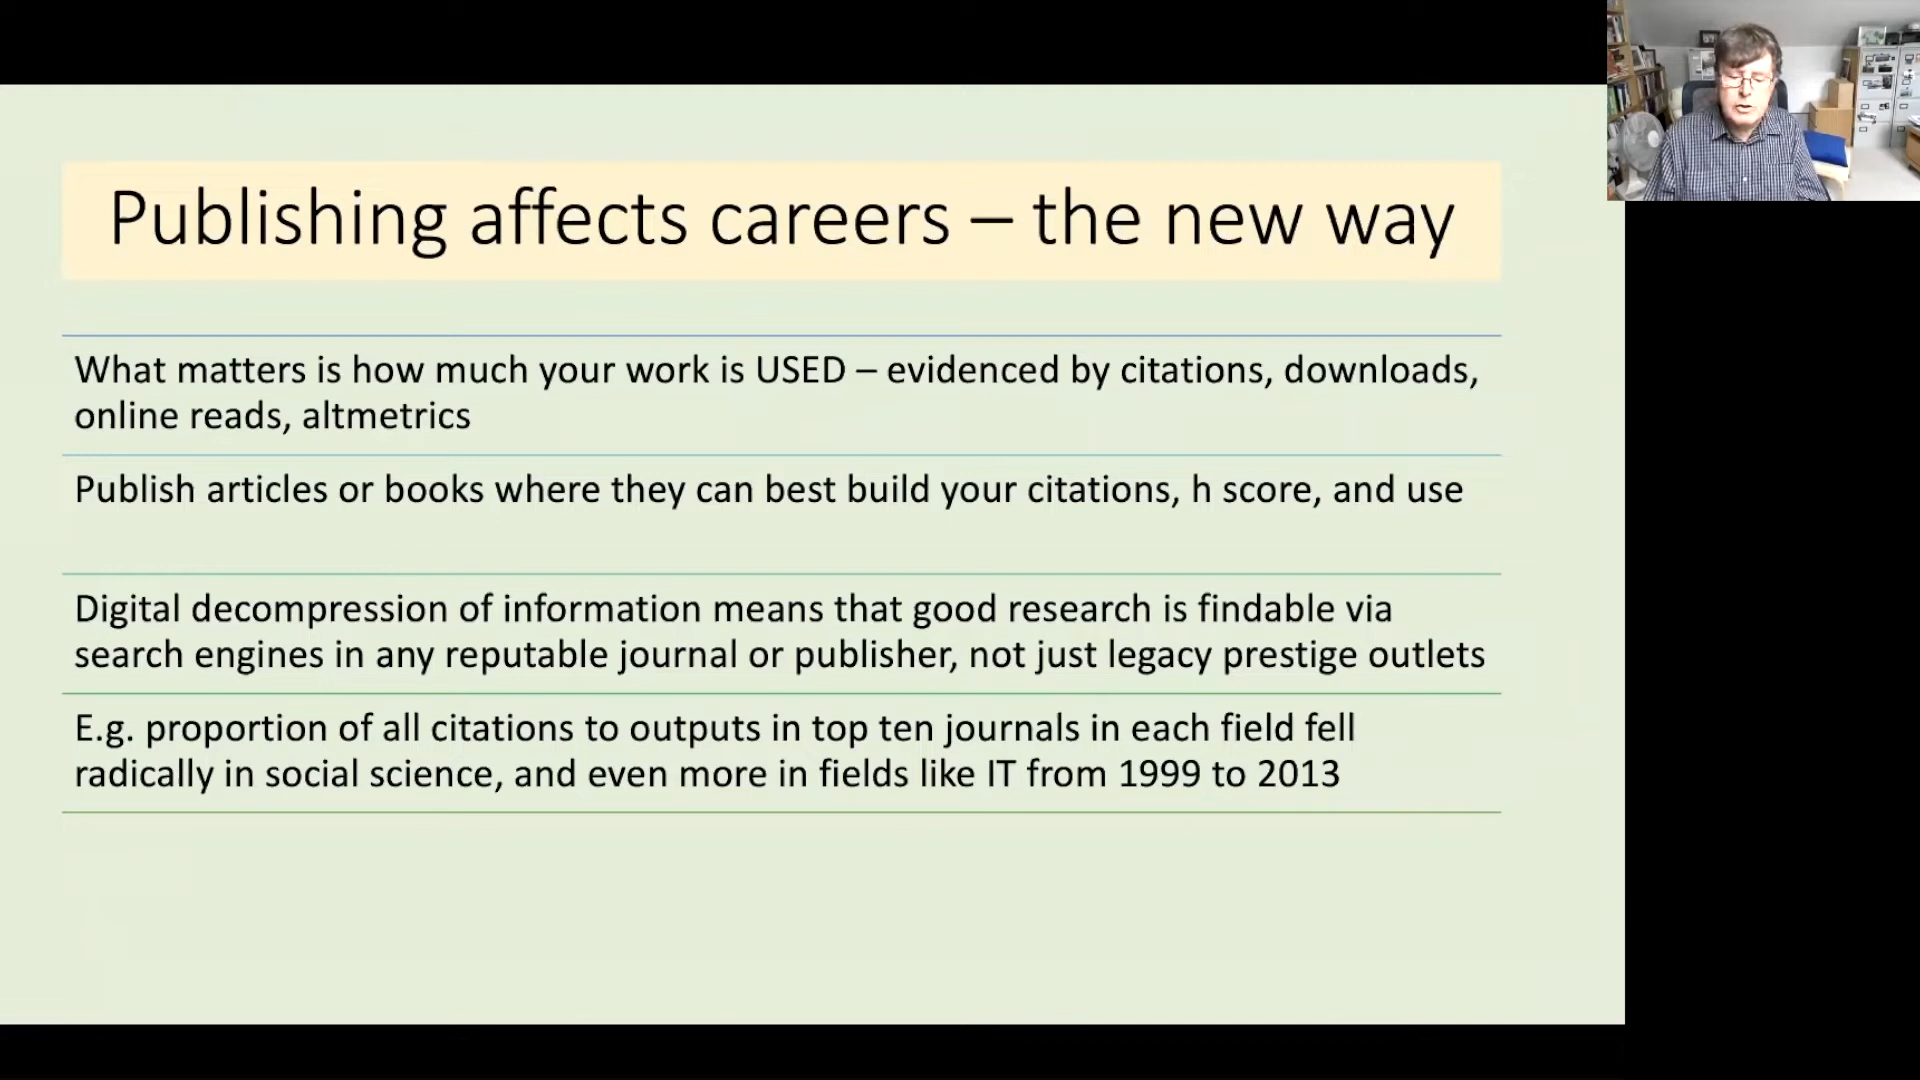 Publishing affects careers – the new way
What matters is how much your work is USED – evidenced by citations, downloads,
online reads, altmetrics
Publish articles or books where they can best build your citations, h score, and use
Digital decompression of information means that good research is findable via
search engines in any reputable journal or publisher, not just legacy prestige outlets
E.g. proportion of all citations to outputs in top ten journals in each field fell
radically in social science, and even more in fields like IT from 1999 to 2013